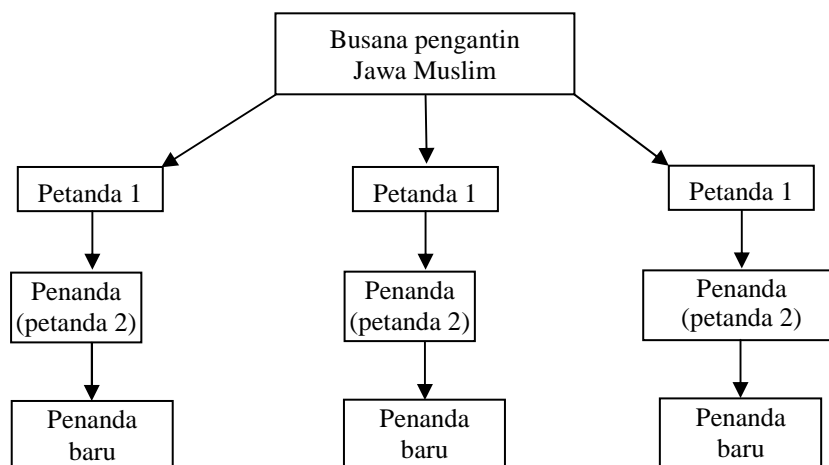 Busana pengantin
Jawa Muslim
Petanda 1
Petanda 1
Petanda 1
Penanda
(petanda 2)
Penanda
(petanda 2)
Penanda
(petanda 2)
Penanda
baru
Penanda
baru
Penanda
baru